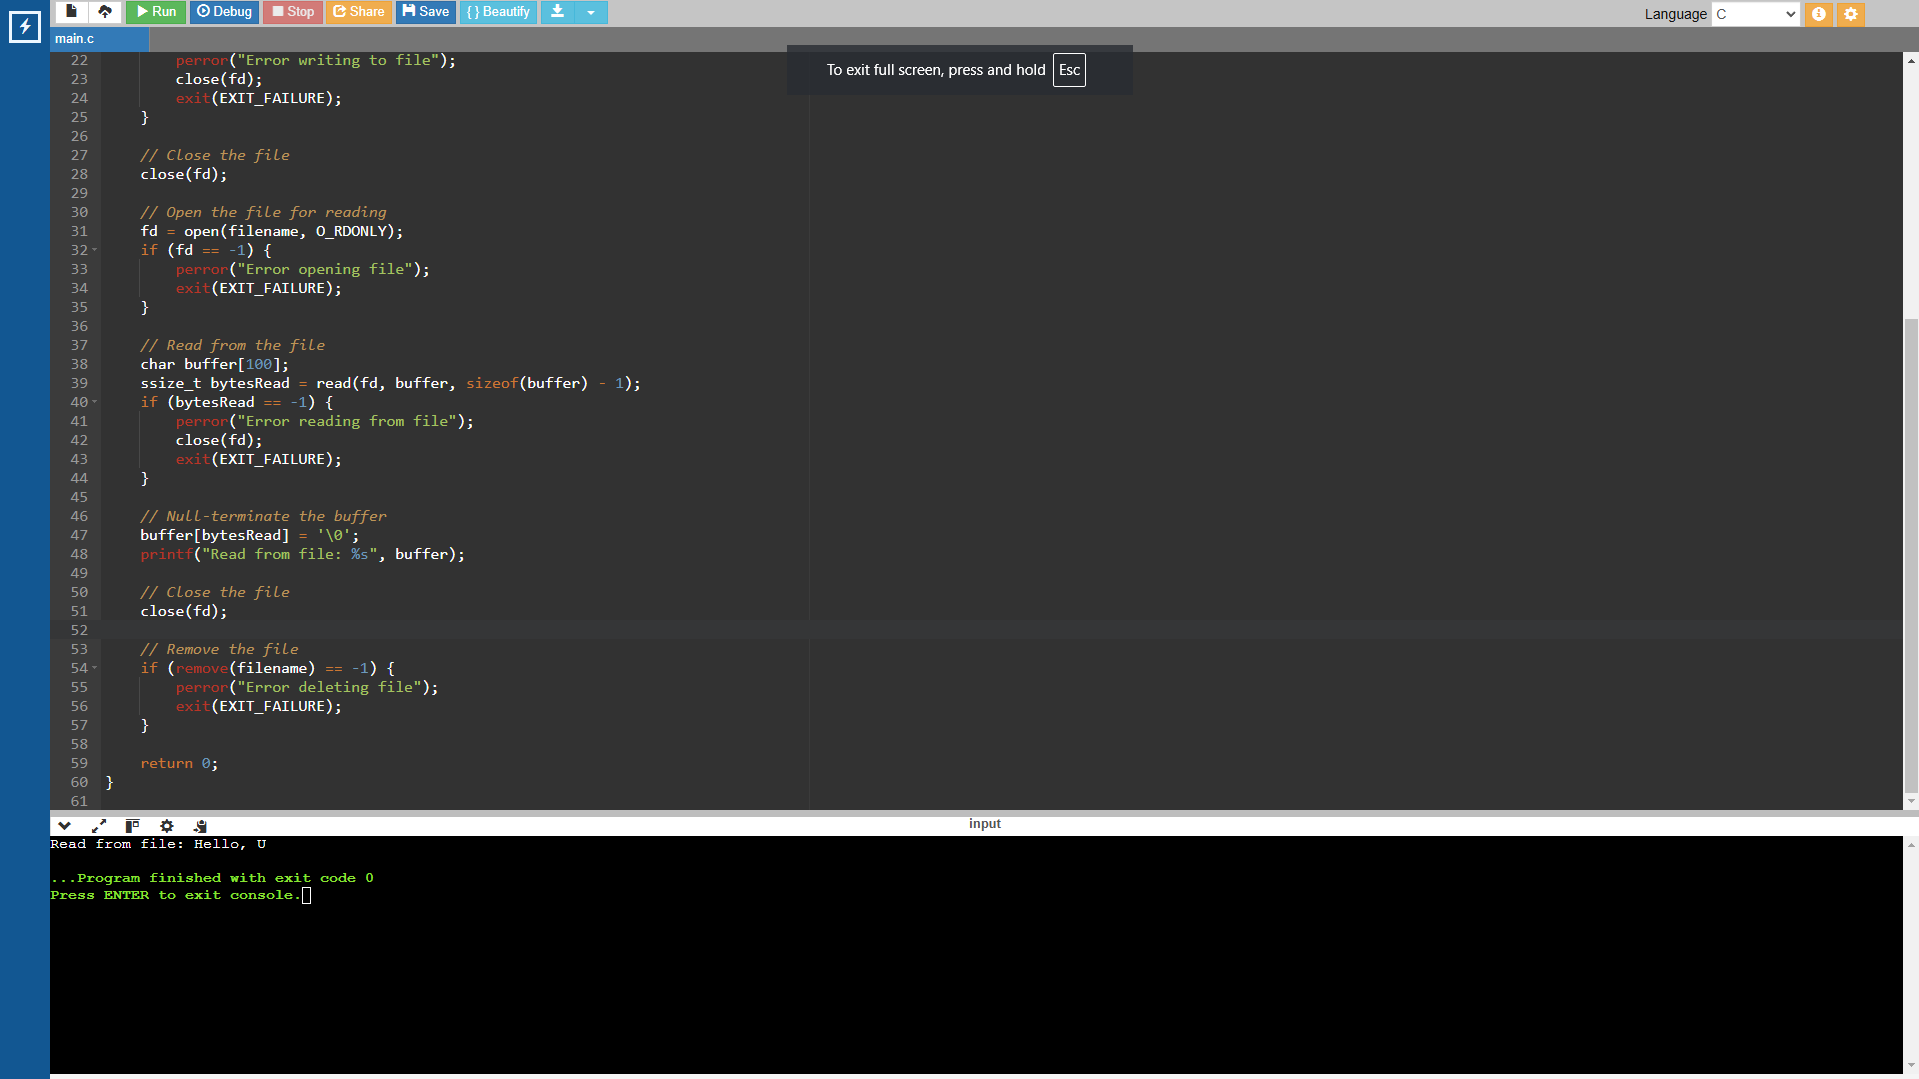 Run Debug Stop Share Save { } Beautify
Language C
main.c
To exit full screen, press and hold Esc
22 perror("Error writing to file");
23 close(fd);
24 exit(EXIT_FAILURE);
25 }
26
27 // Close the file
28 close(fd);
29
30 // Open the file for reading
31 fd = open(filename, O_RDONLY);
32 if (fd == -1) {
33 perror("Error opening file");
34 exit(EXIT_FAILURE);
35 }
36
37 // Read from the file
38 char buffer[100];
39 ssize_t bytesRead = read(fd, buffer, sizeof(buffer) - 1);
40 if (bytesRead == -1) {
41 perror("Error reading from file");
42 close(fd);
43 exit(EXIT_FAILURE);
44 }
45
46 // Null-terminate the buffer
47 buffer[bytesRead] = '\0';
48 printf("Read from file: %s", buffer);
49
50 // Close the file
51 close(fd);
52
53 // Remove the file
54 if (remove(filename) == -1) {
55 perror("Error deleting file");
56 exit(EXIT_FAILURE);
57 }
58
59 return 0;
60 }
61
input
Read from file: Hello, U
...Program finished with exit code 0
Press ENTER to exit console.